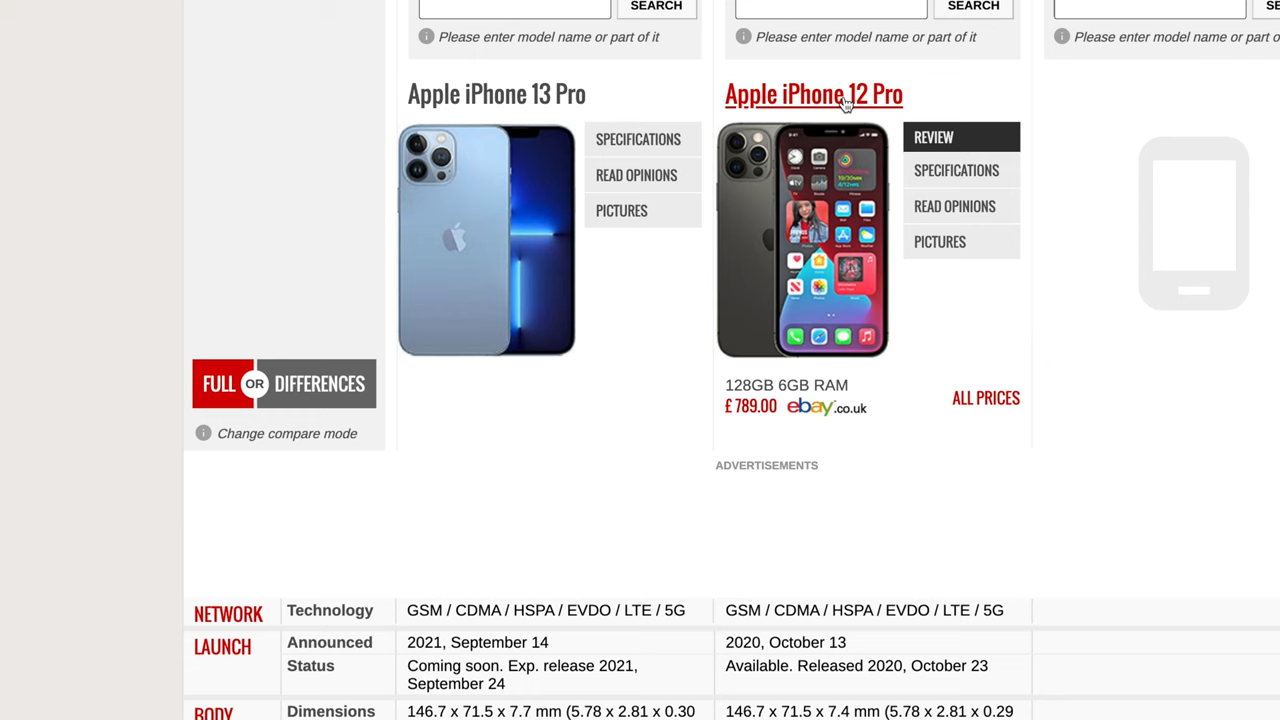 SEARCH
SEARCH
SE
Please enter model name or part of it
Please enter model name or part of it
Please enter model name or part of it
Apple iPhone 13 Pro
Apple iPhone 12 Pro
SPECIFICATIONS
READ OPINIONS
PICTURES
REVIEW
SPECIFICATIONS
READ OPINIONS
PICTURES
FULL OR DIFFERENCES
Change compare mode
128GB 6GB RAM
£ 789.00 ebay.co.uk
ALL PRICES
ADVERTISEMENTS
NETWORK Technology GSM / CDMA / HSPA / EVDO / LTE / 5G GSM / CDMA / HSPA / EVDO / LTE / 5G
LAUNCH Announced 2021, September 14 2020, October 13
Status Coming soon. Exp. release 2021, Available. Released 2020, October 23
September 24
BODY Dimensions 146.7 x 71.5 x 7.7 mm (5.78 x 2.81 x 0.30 146.7 x 71.5 x 7.4 mm (5.78 x 2.81 x 0.29